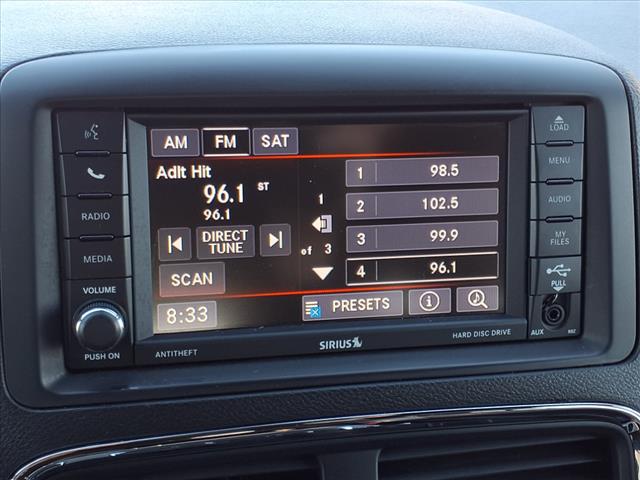 AM FM SAT
Adlt Hit
96.1 ST
96.1
DIRECT
TUNE
SCAN
8:33
1
of 3
1 98.5
2 102.5
3 99.9
4 96.1
PRESETS
RADIO
MEDIA
VOLUME
PUSH ON
LOAD
MENU
AUDIO
MY
FILES
PULL
AUX
ANTITHEFT
SIRIUS
HARD DISC DRIVE